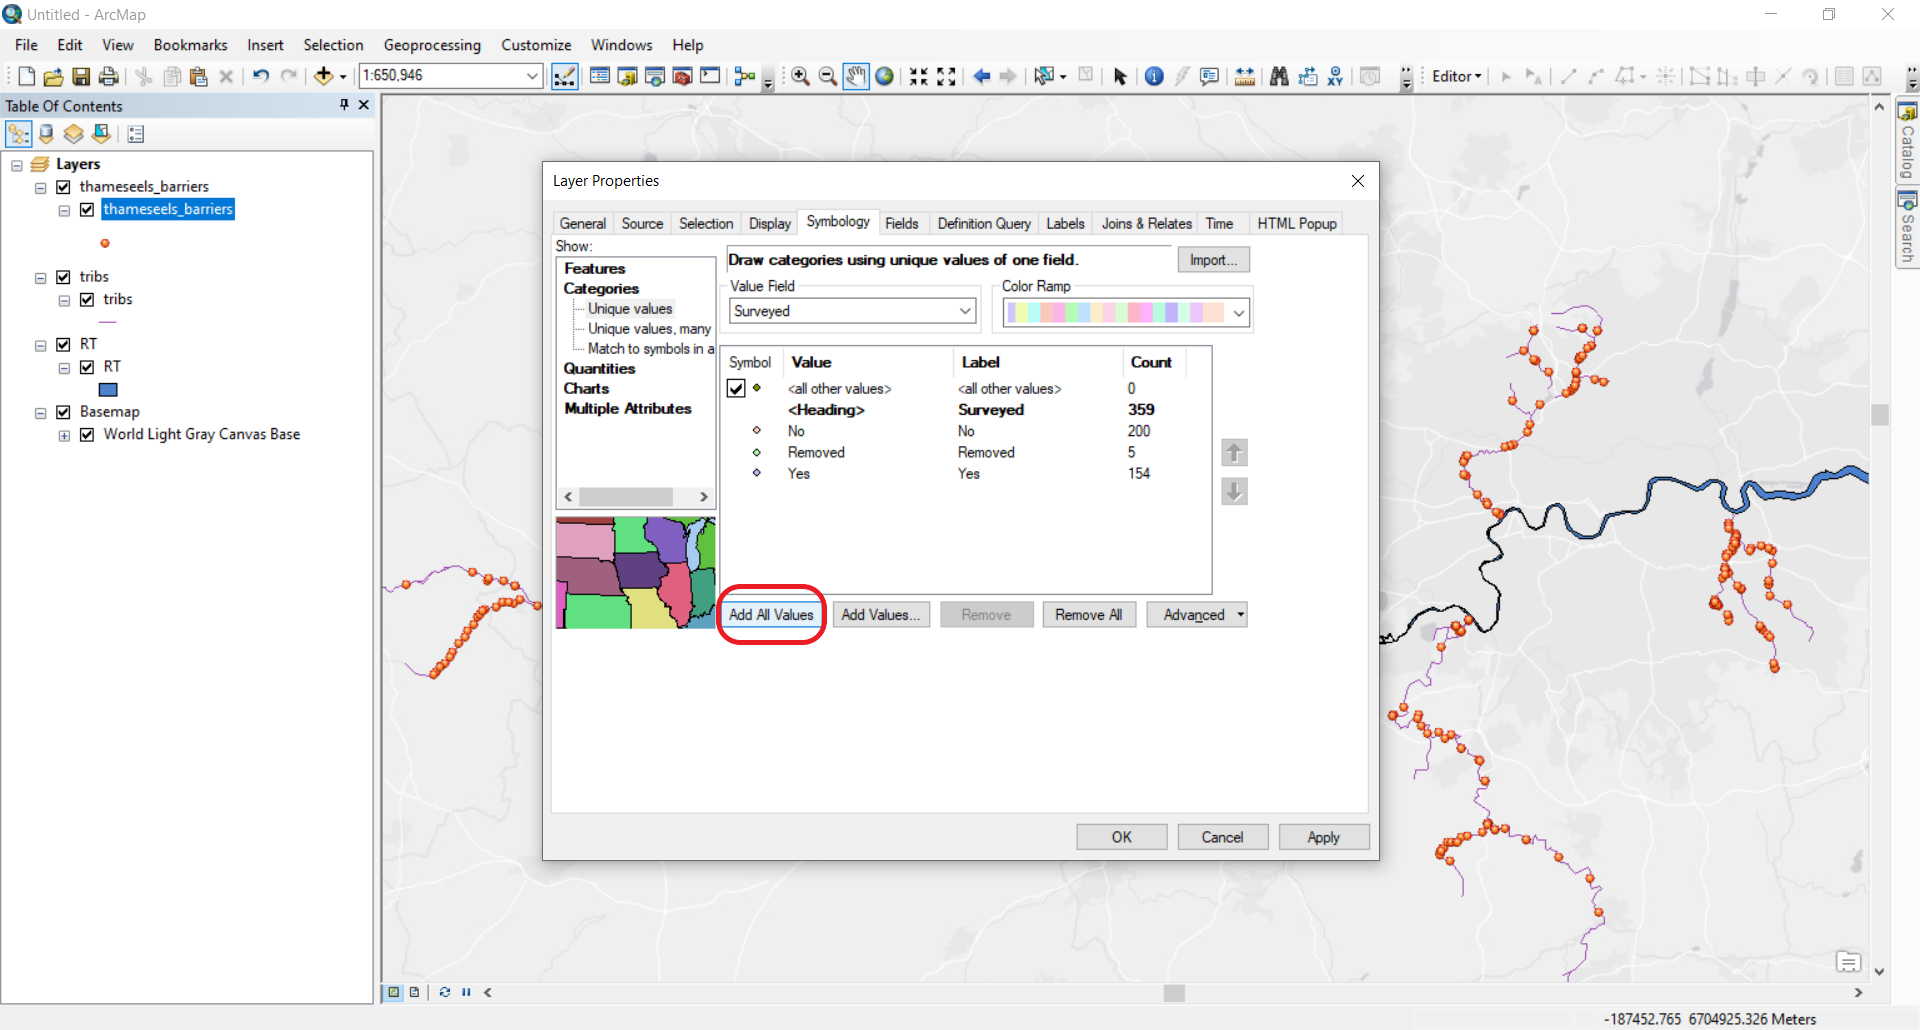 Untitled - ArcMap
File Edit View Bookmarks Insert Selection Geoprocessing Customize Windows Help
1:650,946
XY
Editor
Table Of Contents
Layers
thameseels_barriers
thameseels_barriers
tribs
tribs
RT
RT
Basemap
World Light Gray Canvas Base
Layer Properties
General Source Selection Display Symbology Fields Definition Query Labels Joins & Relates Time HTML Popup
Show:
Features
Categories
Unique values
Unique values, many
Match to symbols in a
Quantities
Charts
Multiple Attributes
Draw categories using unique values of one field.
Import...
Value Field
Surveyed
Color Ramp
Symbol Value Label Count
<all other values> <all other values> 0
<Heading> Surveyed 359
No No 200
Removed Removed 5
Yes Yes 154
Add All Values Add Values... Remove Remove All Advanced
OK Cancel Apply
Catalog
Search
-187452.765 6704925.326 Meters